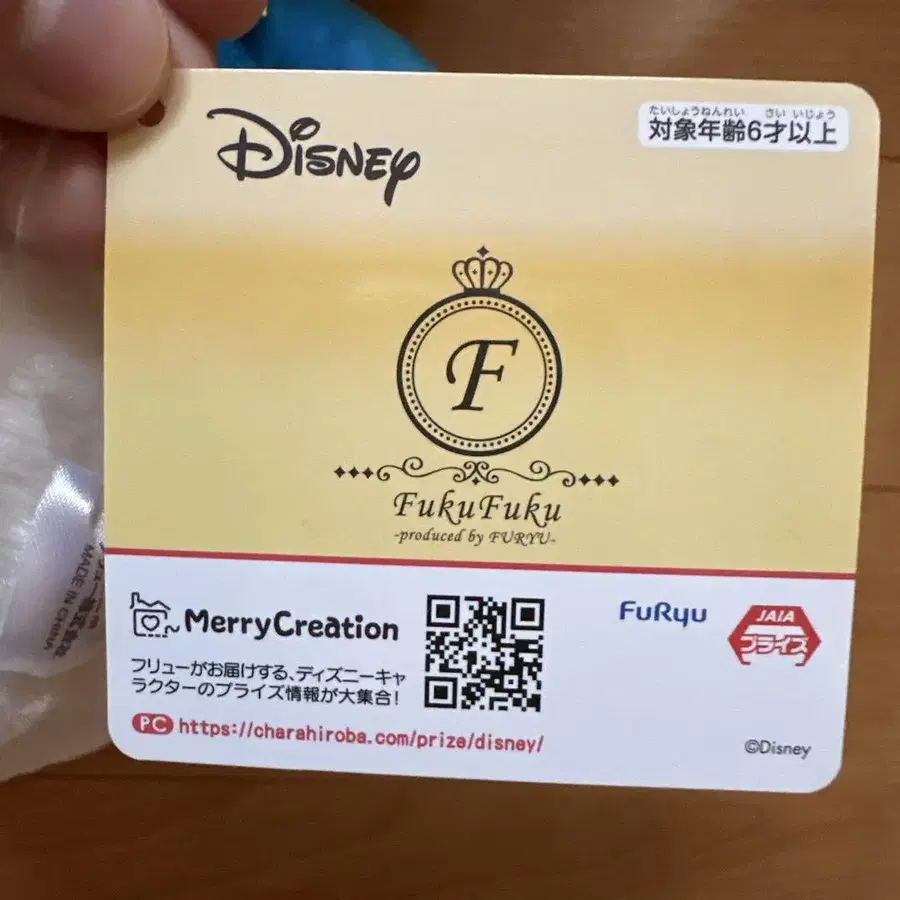 Disney
たいしょうねんれい さい いじょう
対象年齢6才以上
F
FukuFuku
-produced by FURYU-
MerryCreation
フリューがお届けする、ディズニーキャ
ラクターのプライズ情報が大集合!
PC https://charahiroba.com/prize/disney/
FuRyu
JAIA
プライズ
©Disney
株式会社
MADE IN CHINA